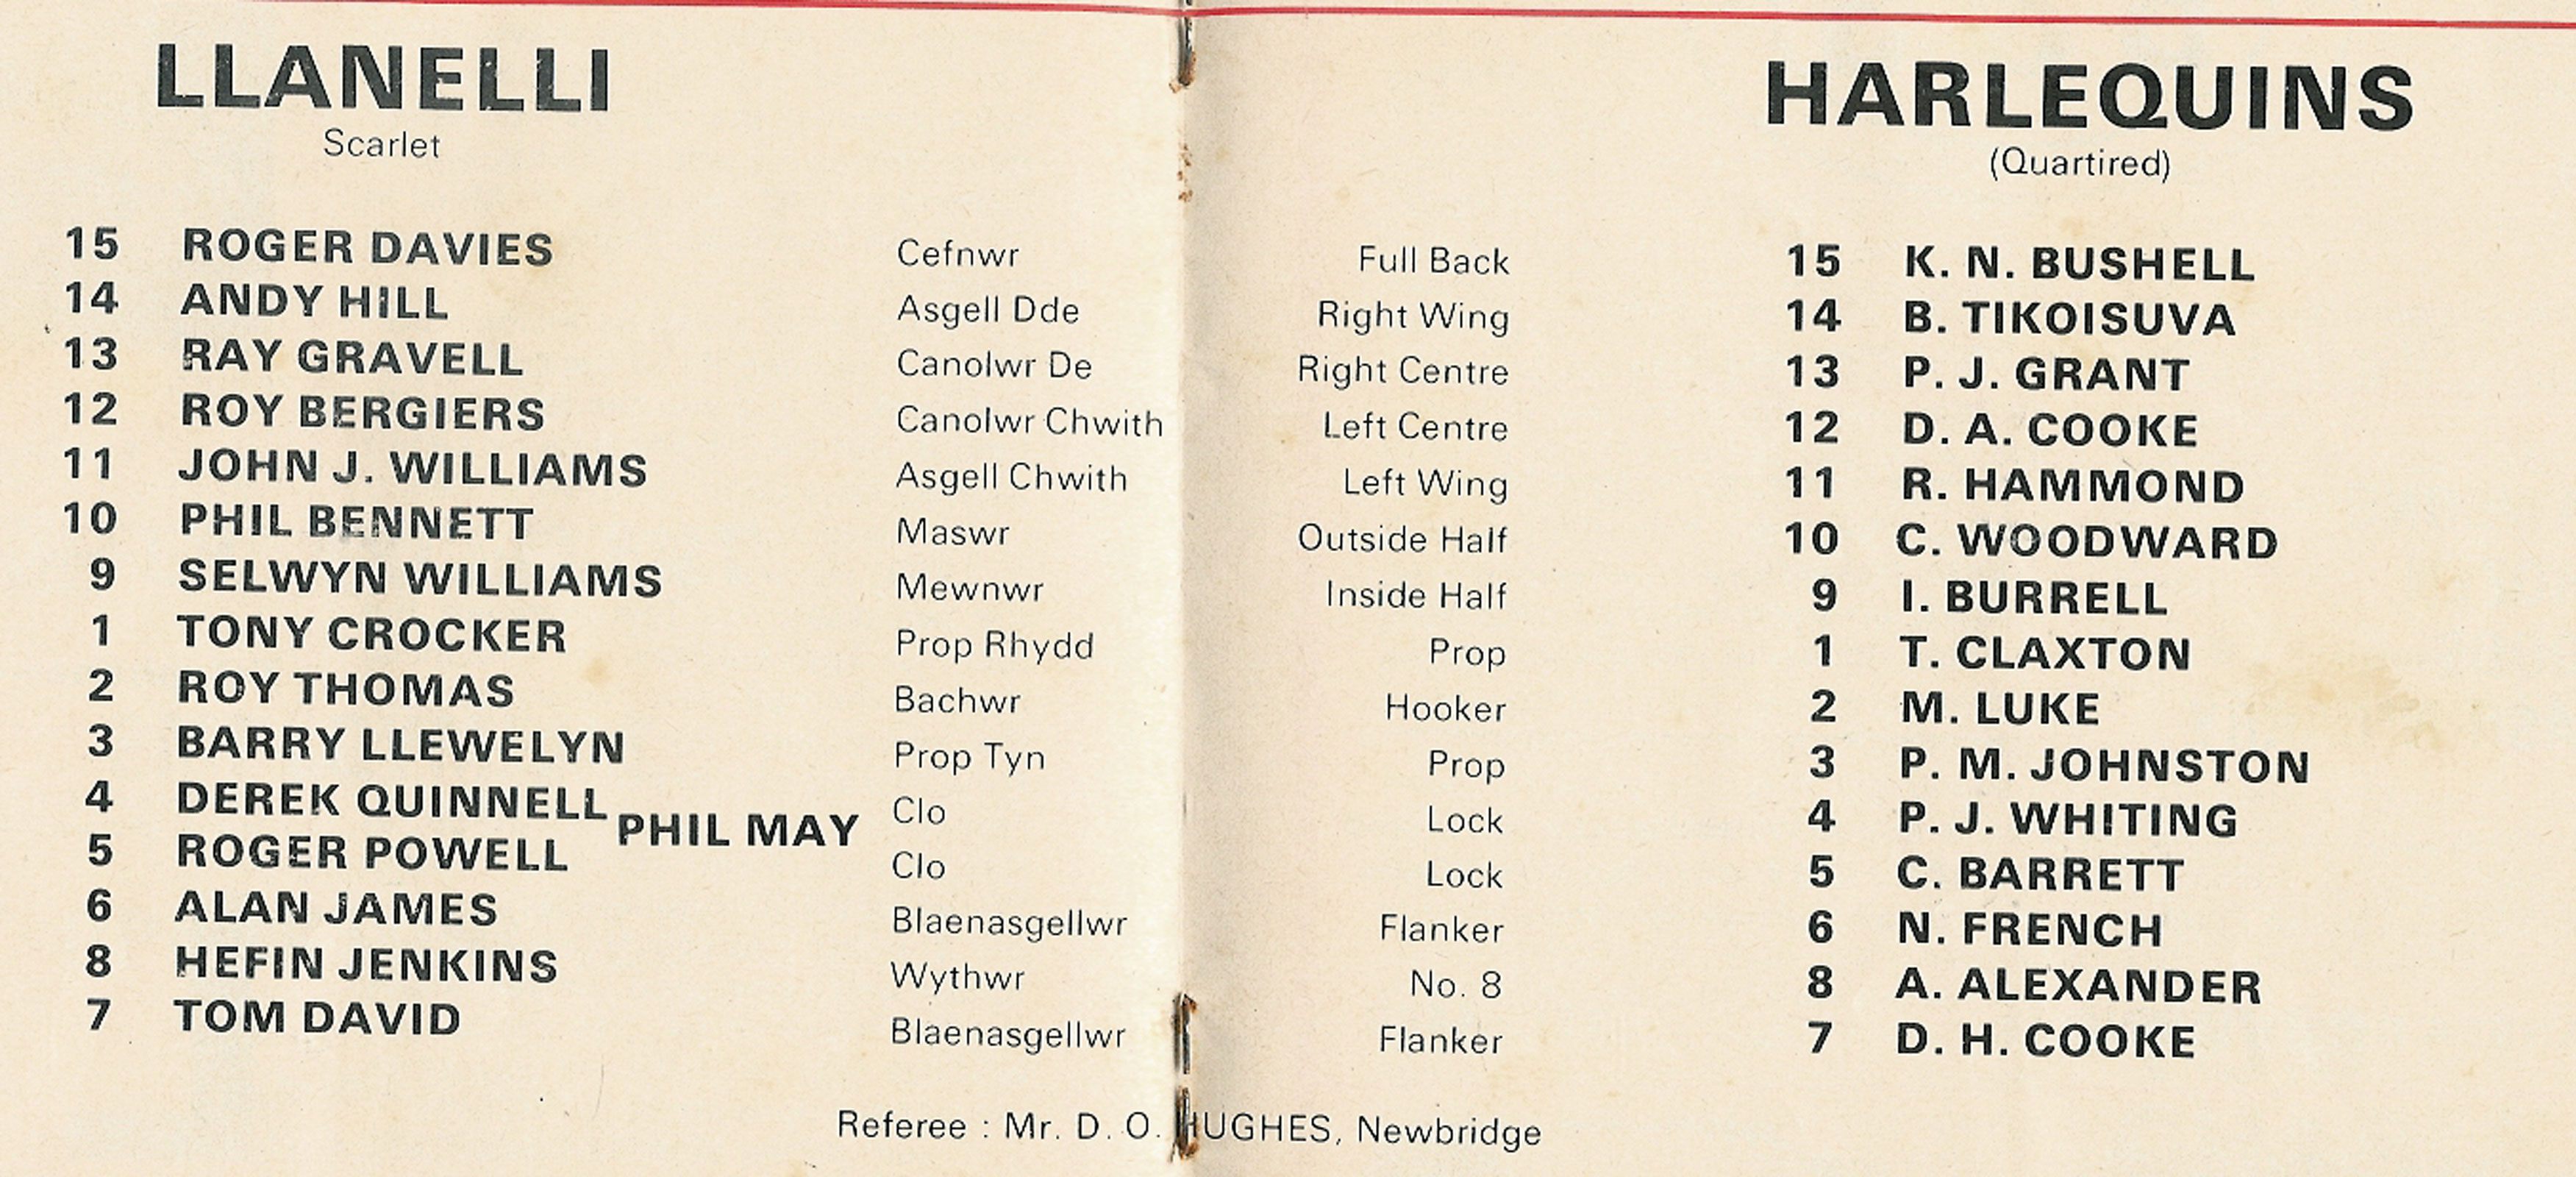 LLANELLI
Scarlet
HARLEQUINS
(Quartired)
15 ROGER DAVIES Cefnwr Full Back 15 K. N. BUSHELL
14 ANDY HILL Asgell Dde Right Wing 14 B. TIKOISUVA
13 RAY GRAVELL Canolwr De Right Centre 13 P. J. GRANT
12 ROY BERGIERS Canolwr Chwith Left Centre 12 D. A. COOKE
11 JOHN J. WILLIAMS Asgell Chwith Left Wing 11 R. HAMMOND
10 PHIL BENNETT Maswr Outside Half 10 C. WOODWARD
9 SELWYN WILLIAMS Mewnwr Inside Half 9 I. BURRELL
1 TONY CROCKER Prop Rhydd Prop 1 T. CLAXTON
2 ROY THOMAS Bachwr Hooker 2 M. LUKE
3 BARRY LLEWELYN Prop Tyn Prop 3 P. M. JOHNSTON
4 DEREK QUINNELL Clo Lock 4 P. J. WHITING
PHIL MAY
5 ROGER POWELL Clo Lock 5 C. BARRETT
6 ALAN JAMES Blaenasgellwr Flanker 6 N. FRENCH
8 HEFIN JENKINS Wythwr No. 8 8 A. ALEXANDER
7 TOM DAVID Blaenasgellwr Flanker 7 D. H. COOKE
Referee : Mr. D. O. HUGHES, Newbridge